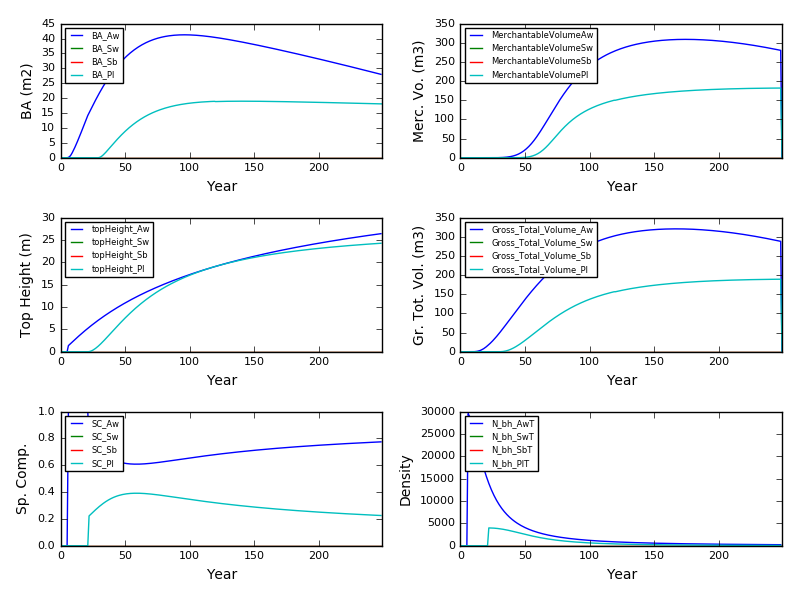 BA (m2)
45
40
35
30
25
20
15
10
5
0
BA_Aw
BA_Sw
BA_Sb
BA_Pl
0 50 100 150 200
Year
Merc. Vo. (m3)
350
300
250
200
150
100
50
0
MerchantableVolumeAw
MerchantableVolumeSw
MerchantableVolumeSb
MerchantableVolumePl
0 50 100 150 200
Year
Top Height (m)
30
25
20
15
10
5
0
topHeight_Aw
topHeight_Sw
topHeight_Sb
topHeight_Pl
0 50 100 150 200
Year
Gr. Tot. Vol. (m3)
350
300
250
200
150
100
50
0
Gross_Total_Volume_Aw
Gross_Total_Volume_Sw
Gross_Total_Volume_Sb
Gross_Total_Volume_Pl
0 50 100 150 200
Year
Sp. Comp.
1.0
0.8
0.6
0.4
0.2
0.0
SC_Aw
SC_Sw
SC_Sb
SC_Pl
0 50 100 150 200
Year
Density
30000
25000
20000
15000
10000
5000
0
N_bh_AwT
N_bh_SwT
N_bh_SbT
N_bh_PlT
0 50 100 150 200
Year